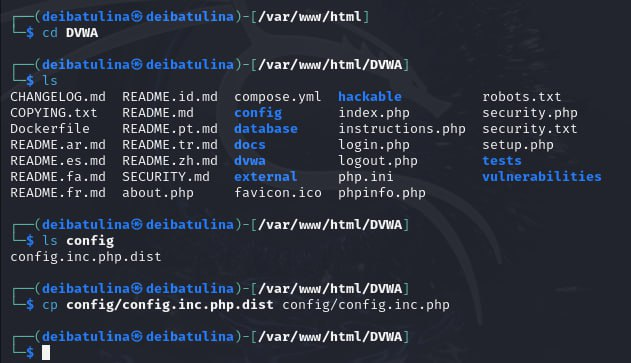 ┌──(deibatulina㉿deibatulina)-[/var/www/html]
└─$ cd DVWA
┌──(deibatulina㉿deibatulina)-[/var/www/html/DVWA]
└─$ ls
CHANGELOG.md README.id.md compose.yml hackable robots.txt
COPYING.txt README.md config index.php security.php
Dockerfile README.pt.md database instructions.php security.txt
README.ar.md README.tr.md docs login.php setup.php
README.es.md README.zh.md dvwa logout.php tests
README.fa.md SECURITY.md external php.ini vulnerabilities
README.fr.md about.php favicon.ico phpinfo.php
┌──(deibatulina㉿deibatulina)-[/var/www/html/DVWA]
└─$ ls config
config.inc.php.dist
┌──(deibatulina㉿deibatulina)-[/var/www/html/DVWA]
└─$ cp config/config.inc.php.dist config/config.inc.php
┌──(deibatulina㉿deibatulina)-[/var/www/html/DVWA]
└─$